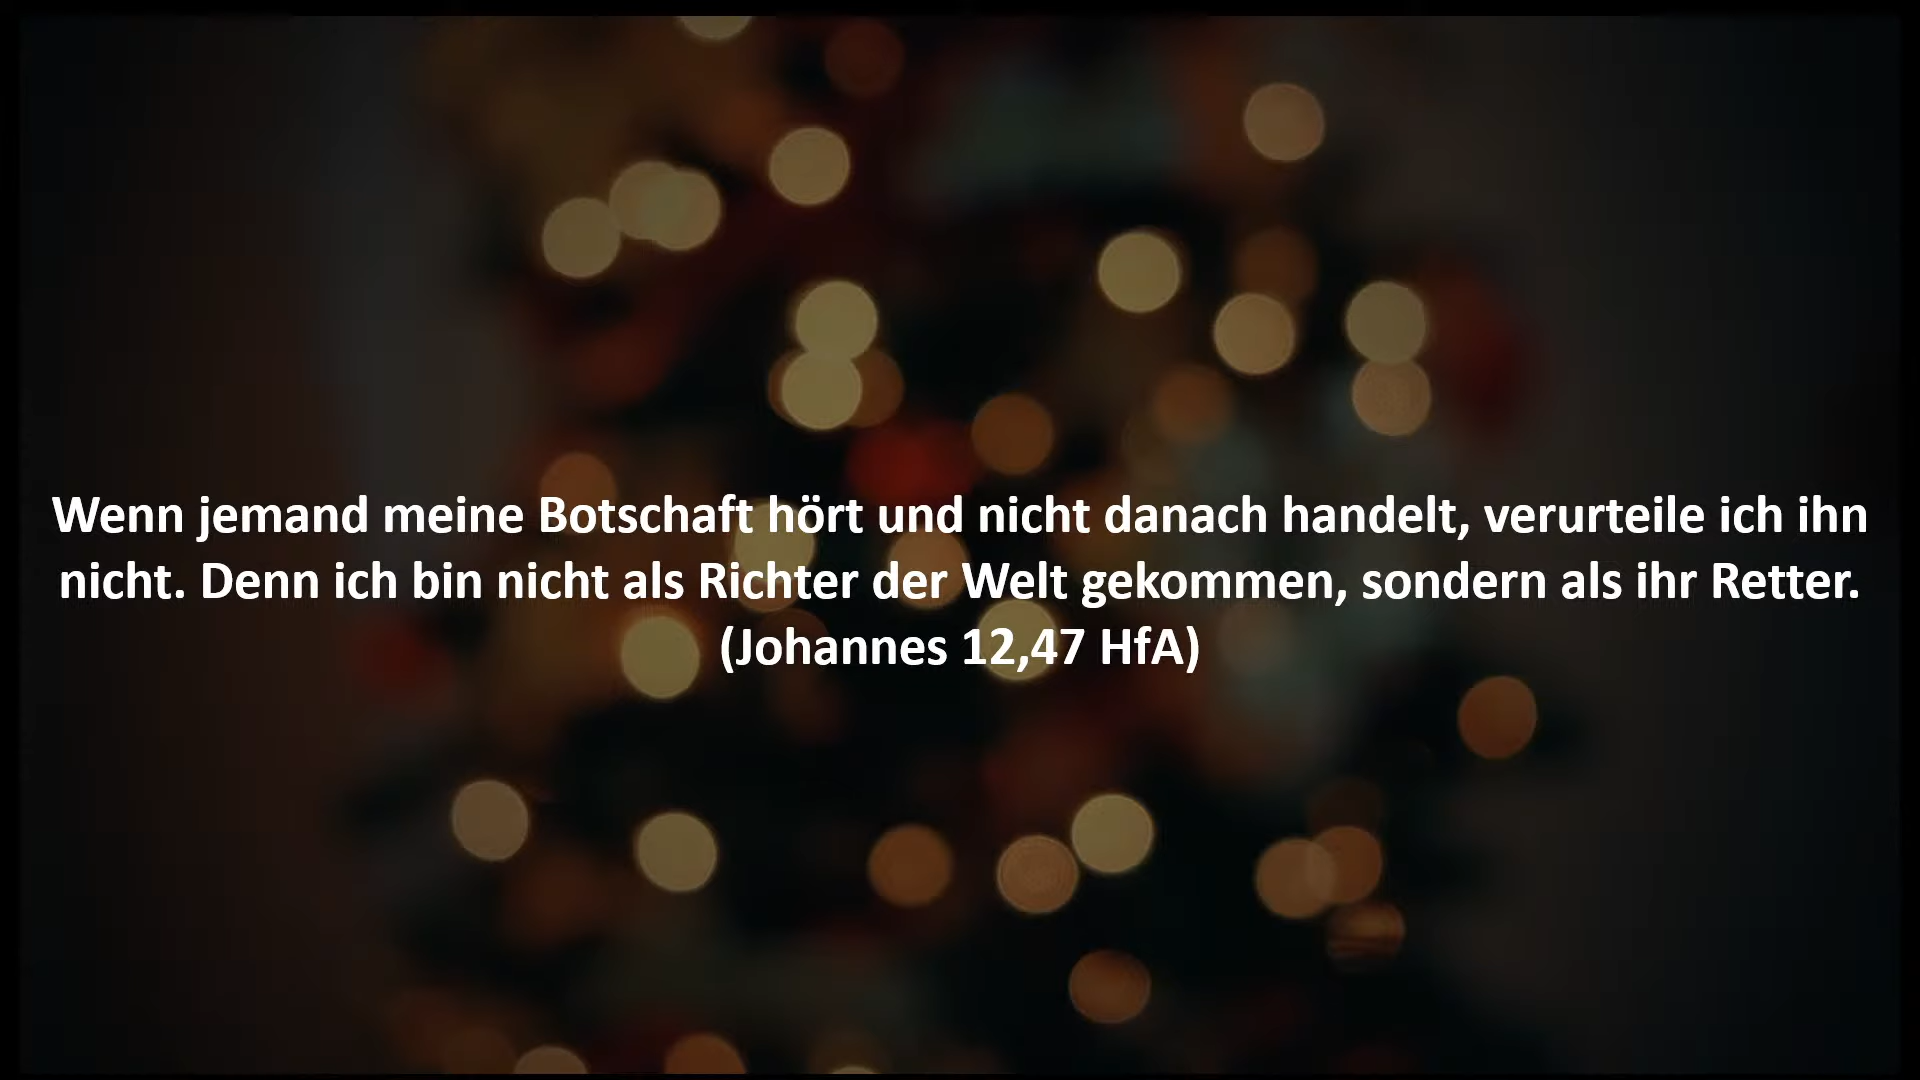 Wenn jemand meine Botschaft hört und nicht danach handelt, verurteile ich ihn
nicht. Denn ich bin nicht als Richter der Welt gekommen, sondern als ihr Retter.
(Johannes 12,47 HfA)